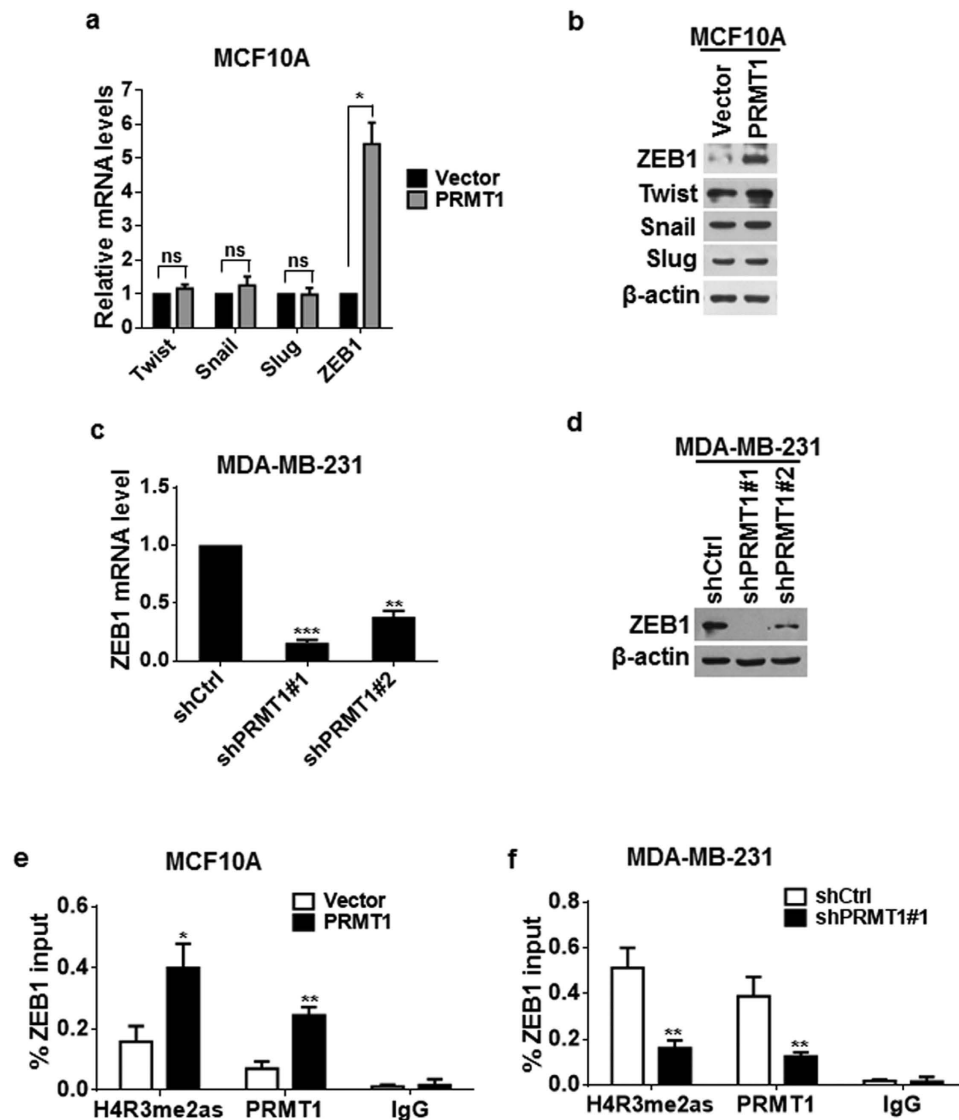 a
MCF10A
Relative mRNA levels
7
6
5
4
3
2
1
0
ns
ns
ns
*
Vector
PRMT1
Twist
Snail
Slug
ZEB1
b
MCF10A
Vector
PRMT1
ZEB1
Twist
Snail
Slug
β-actin
c
MDA-MB-231
ZEB1 mRNA level
1.5
1.0
0.5
0.0
***
**
shCtrl
shPRMT1#1
shPRMT1#2
d
MDA-MB-231
shCtrl
shPRMT1#1
shPRMT1#2
ZEB1
β-actin
e
MCF10A
% ZEB1 input
0.6
0.4
0.2
0.0
Vector
PRMT1
*
**
H4R3me2as
PRMT1
IgG
f
MDA-MB-231
% ZEB1 input
0.8
0.6
0.4
0.2
0.0
shCtrl
shPRMT1#1
**
**
H4R3me2as
PRMT1
IgG